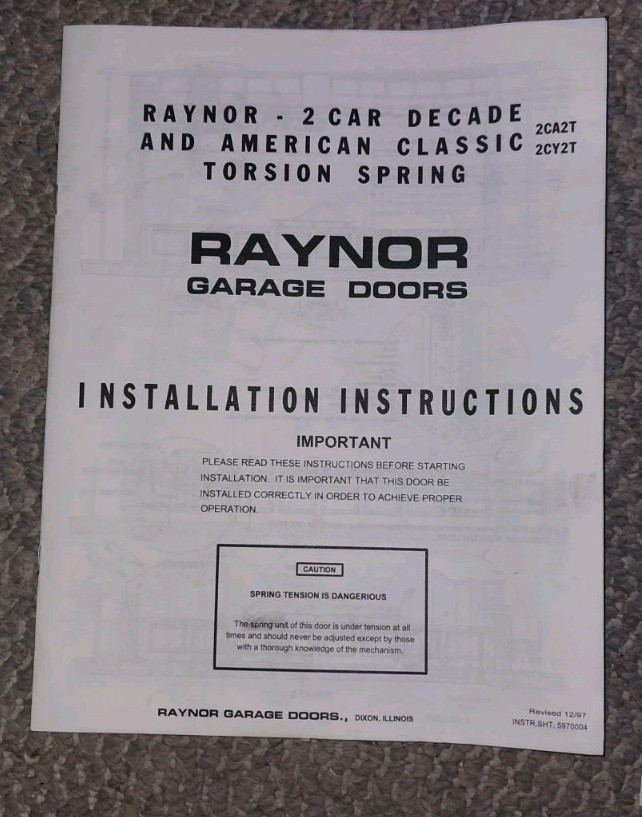 RAYNOR - 2 CAR DECADE 2CA2T
AND AMERICAN CLASSIC 2CY2T
TORSION SPRING
RAYNOR
GARAGE DOORS
INSTALLATION INSTRUCTIONS
IMPORTANT
PLEASE READ THESE INSTRUCTIONS BEFORE STARTING
INSTALLATION. IT IS IMPORTANT THAT THIS DOOR BE
INSTALLED CORRECTLY IN ORDER TO ACHIEVE PROPER
OPERATION.
CAUTION
SPRING TENSION IS DANGERIOUS
The spring unit of this door is under tension at all
times and should never be adjusted except by those
with a thorough knowledge of the mechanism.
RAYNOR GARAGE DOORS., DIXON, ILLINOIS
Revised 12/97
INSTR.SHT. 5970004